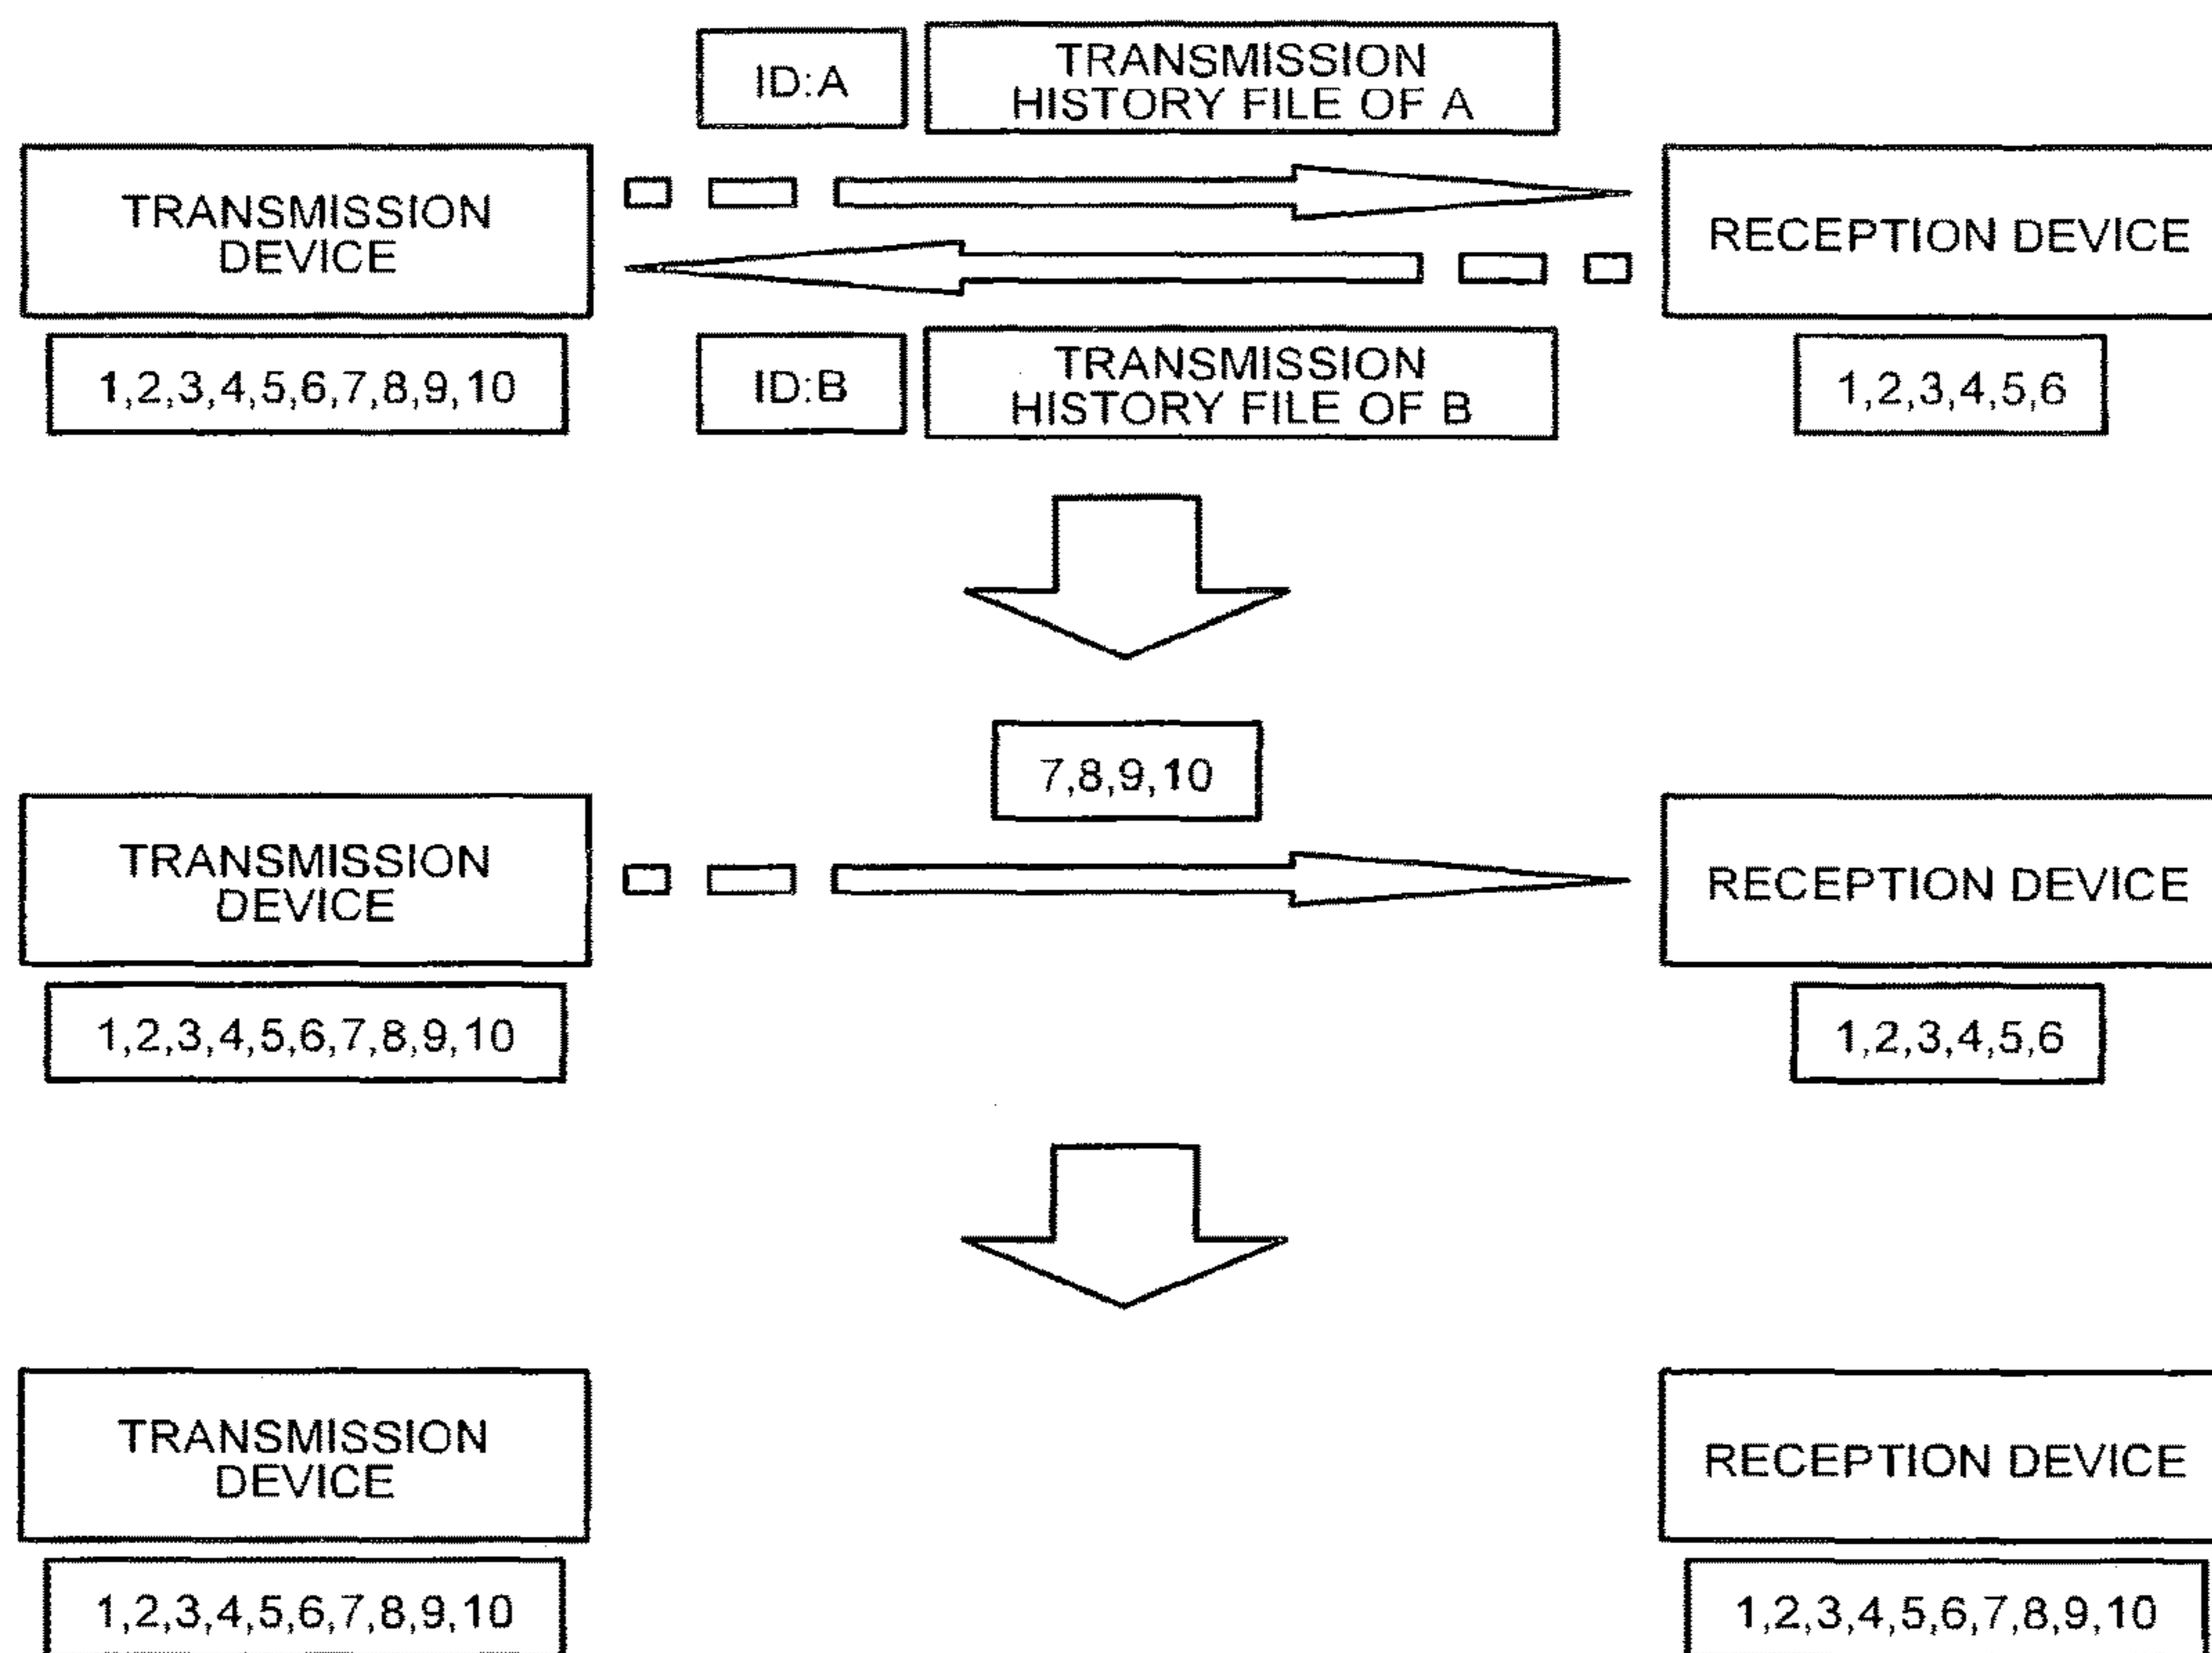 ID:A
TRANSMISSION
HISTORY FILE OF A
TRANSMISSION
DEVICE
RECEPTION DEVICE
1,2,3,4,5,6,7,8,9,10
ID:B
TRANSMISSION
HISTORY FILE OF B
1,2,3,4,5,6
7,8,9,10
TRANSMISSION
DEVICE
RECEPTION DEVICE
1,2,3,4,5,6,7,8,9,10
1,2,3,4,5,6
TRANSMISSION
DEVICE
RECEPTION DEVICE
1,2,3,4,5,6,7,8,9,10
1,2,3,4,5,6,7,8,9,10